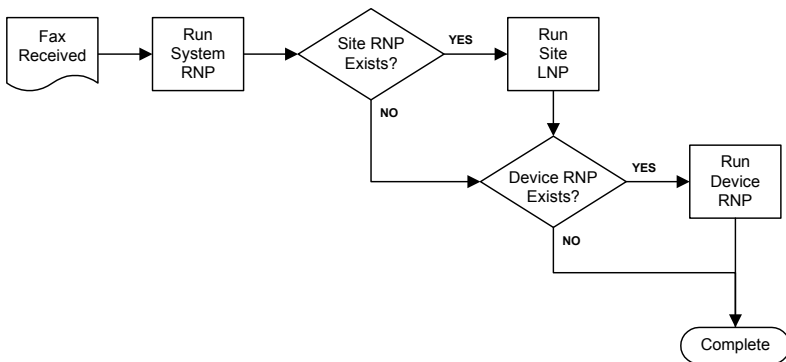 Fax
Received
Run
System
RNP
Site RNP
Exists?
YES
Run
Site
LNP
NO
Device RNP
Exists?
YES
Run
Device
RNP
NO
Complete